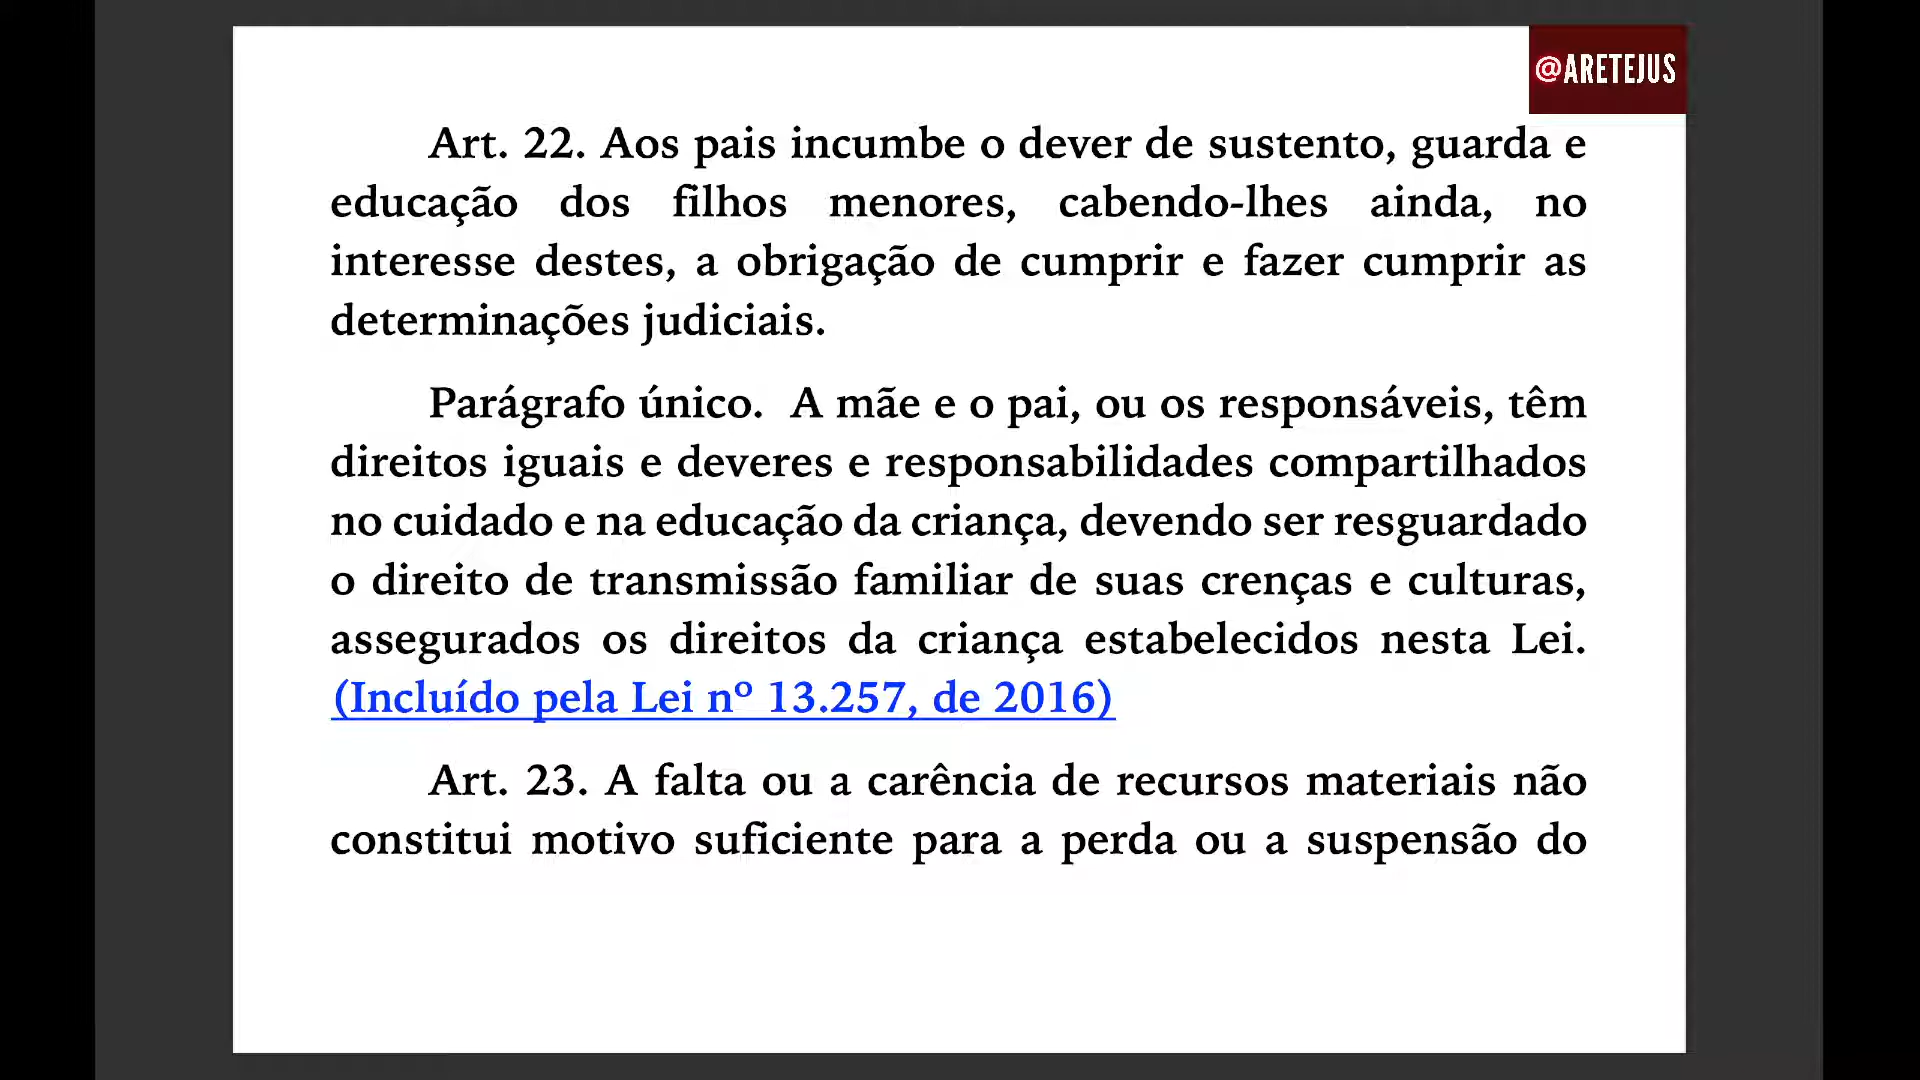 @ARETEJUS
Art. 22. Aos pais incumbe o dever de sustento, guarda e
educação dos filhos menores, cabendo-lhes ainda, no
interesse destes, a obrigação de cumprir e fazer cumprir as
determinações judiciais.
Parágrafo único.  A mãe e o pai, ou os responsáveis, têm
direitos iguais e deveres e responsabilidades compartilhados
no cuidado e na educação da criança, devendo ser resguardado
o direito de transmissão familiar de suas crenças e culturas,
assegurados os direitos da criança estabelecidos nesta Lei.
(Incluído pela Lei nº 13.257, de 2016)
Art. 23. A falta ou a carência de recursos materiais não
constitui motivo suficiente para a perda ou a suspensão do